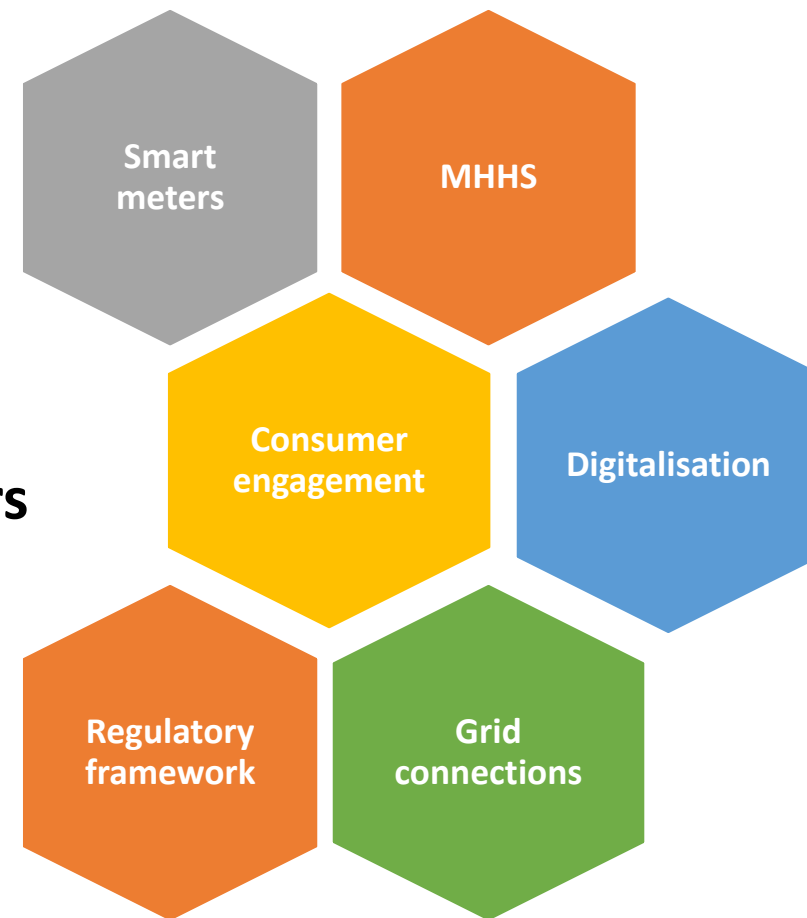 Smart
meters
MHHS
Consumer
engagement
Digitalisation
Regulatory
framework
Grid
connections